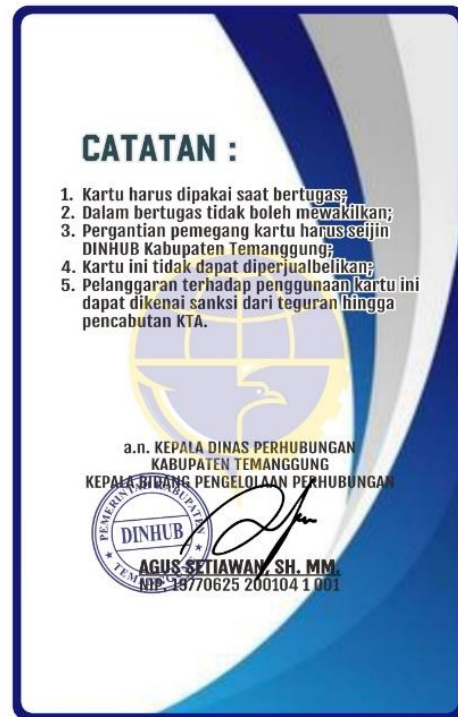 CATATAN :
1. Kartu harus dipakai saat bertugas;
2. Dalam bertugas tidak boleh mewakilkan;
3. Pergantian pemegang kartu harus seijin
DINHUB Kabupaten Temanggung;
4. Kartu ini tidak dapat diperjualbelikan;
5. Pelanggaran terhadap penggunaan kartu ini
dapat dikenai sanksi dari teguran hingga
pencabutan KTA.
a.n. KEPALA DINAS PERHUBUNGAN
KABUPATEN TEMANGGUNG
KEPALA BIDANG PENGELOLAAN PERHUBUNGAN
PEMERINTAH KABUPATEN
DINHUB
AGUS SETIAWAN, SH. MM.
NIP. 19770625 200104 1 001